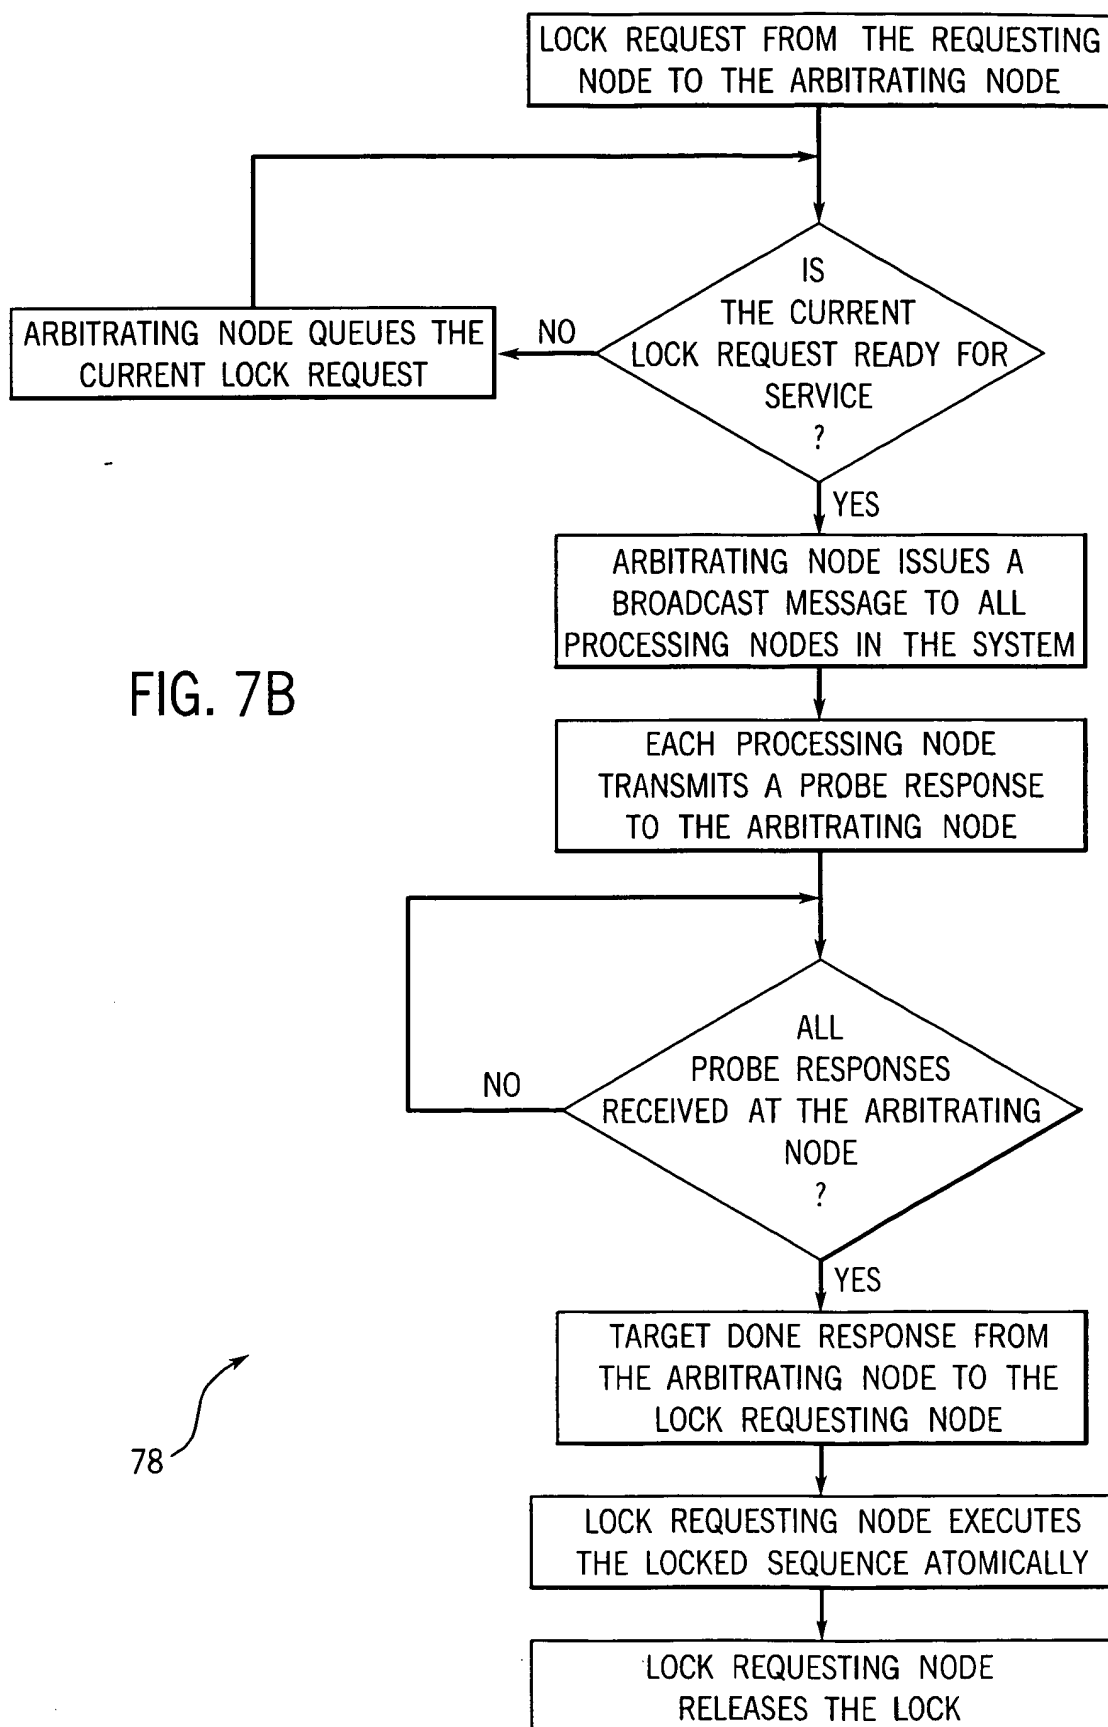 LOCK REQUEST FROM THE REQUESTING
NODE TO THE ARBITRATING NODE
IS
THE CURRENT
LOCK REQUEST READY FOR
SERVICE
?
NO
ARBITRATING NODE QUEUES THE
CURRENT LOCK REQUEST
YES
ARBITRATING NODE ISSUES A
BROADCAST MESSAGE TO ALL
PROCESSING NODES IN THE SYSTEM
FIG. 7B
EACH PROCESSING NODE
TRANSMITS A PROBE RESPONSE
TO THE ARBITRATING NODE
ALL
PROBE RESPONSES
RECEIVED AT THE ARBITRATING
NODE
?
NO
YES
TARGET DONE RESPONSE FROM
THE ARBITRATING NODE TO THE
LOCK REQUESTING NODE
78
LOCK REQUESTING NODE EXECUTES
THE LOCKED SEQUENCE ATOMICALLY
LOCK REQUESTING NODE
RELEASES THE LOCK